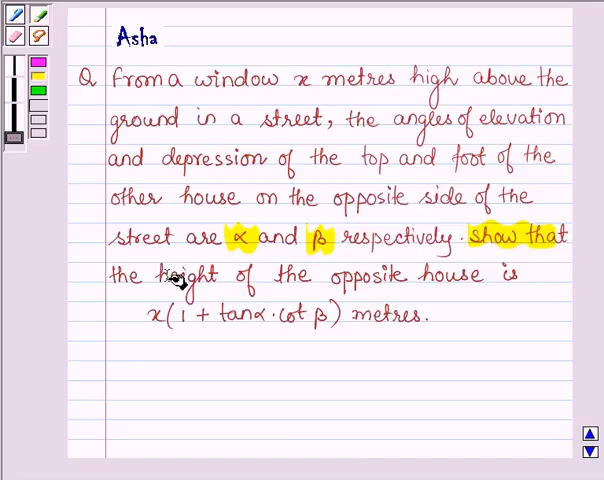 Asha
Q From a window x metres high above the
ground in a street, the angles of elevation
and depression of the top and foot of the
other house on the opposite side of the
street are α and β respectively. show that
the height of the opposite house is
x(1 + tanα · cot β) metres.